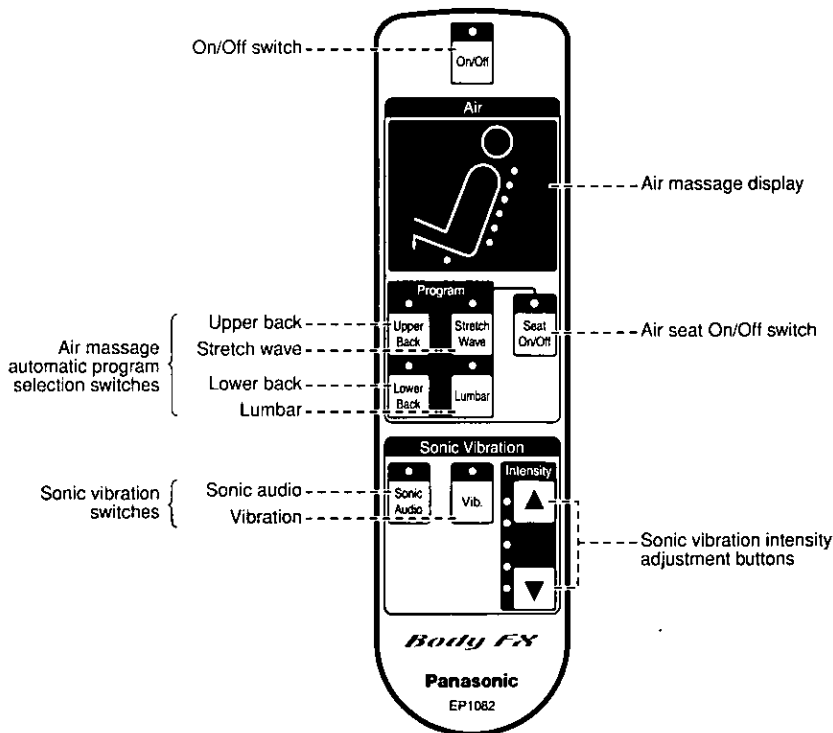 On/Off switch
On/Off
Air
Air massage display
Program
Upper back
Stretch wave
Lower back
Lumbar
Air massage
automatic program
selection switches
Upper
Back
Stretch
Wave
Seat
On/Off
Air seat On/Off switch
Lower
Back
Lumbar
Sonic Vibration
Sonic vibration
switches
Sonic audio
Vibration
Sonic
Audio
Vib.
Intensity
Sonic vibration intensity
adjustment buttons
Body FX
Panasonic
EP1082